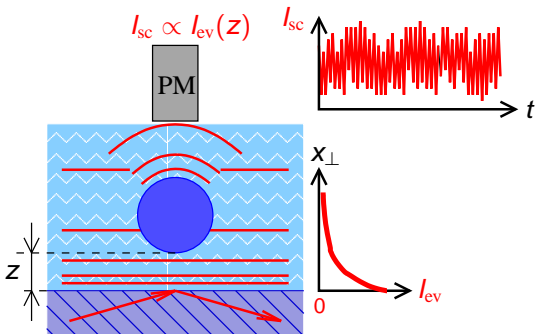 I_sc ∝ I_ev(z)
I_sc
PM
t
x_⊥
z
0
I_ev